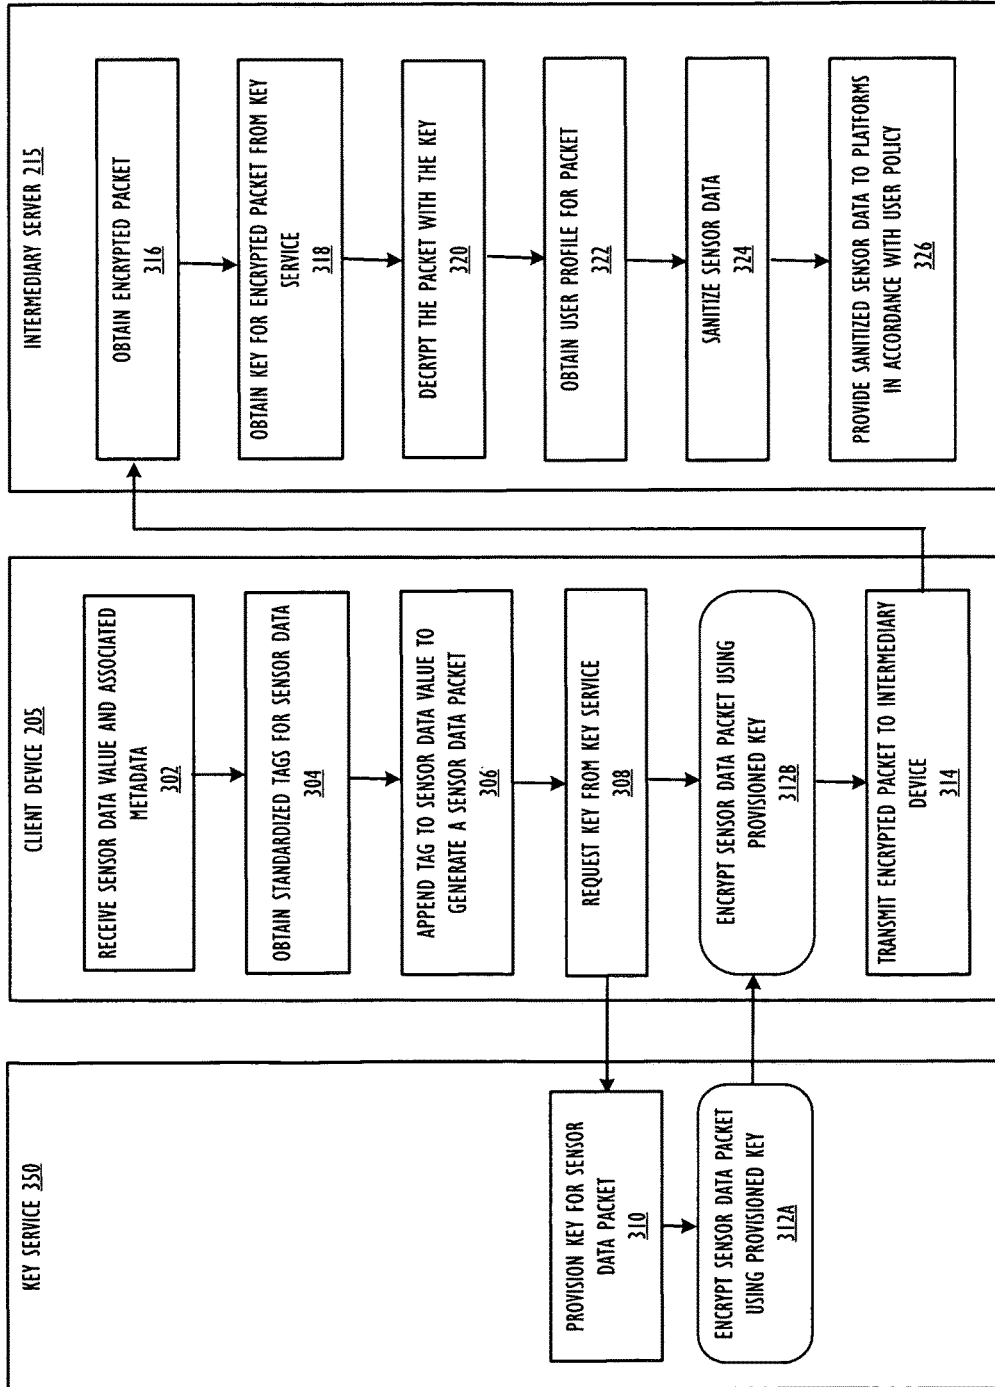 KEY SERVICE 350
PROVISION KEY FOR SENSOR
DATA PACKET
310
ENCRYPT SENSOR DATA PACKET
USING PROVISIONED KEY
312A
CLIENT DEVICE 205
RECEIVE SENSOR DATA VALUE AND ASSOCIATED
METADATA
302
OBTAIN STANDARDIZED TAGS FOR SENSOR DATA
304
APPEND TAG TO SENSOR DATA VALUE TO
GENERATE A SENSOR DATA PACKET
306
REQUEST KEY FROM KEY SERVICE
308
ENCRYPT SENSOR DATA PACKET USING
PROVISIONED KEY
312B
TRANSMIT ENCRYPTED PACKET TO INTERMEDIARY
DEVICE
314
INTERMEDIARY SERVER 215
OBTAIN ENCRYPTED PACKET
316
OBTAIN KEY FOR ENCRYPTED PACKET FROM KEY
SERVICE
318
DECRYPT THE PACKET WITH THE KEY
320
OBTAIN USER PROFILE FOR PACKET
322
SANITIZE SENSOR DATA
324
PROVIDE SANITIZED SENSOR DATA TO PLATFORMS
IN ACCORDANCE WITH USER POLICY
326